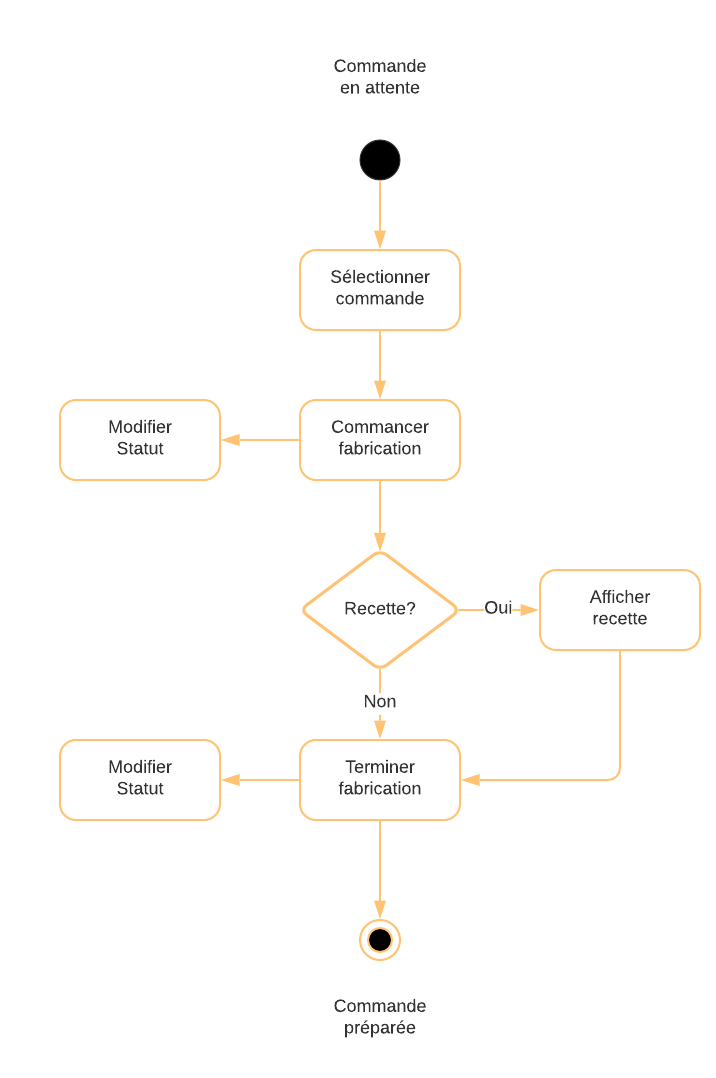 Commande
en attente
Sélectionner
commande
Modifier
Statut
Commancer
fabrication
Recette?
Oui
Afficher
recette
Non
Modifier
Statut
Terminer
fabrication
Commande
préparée